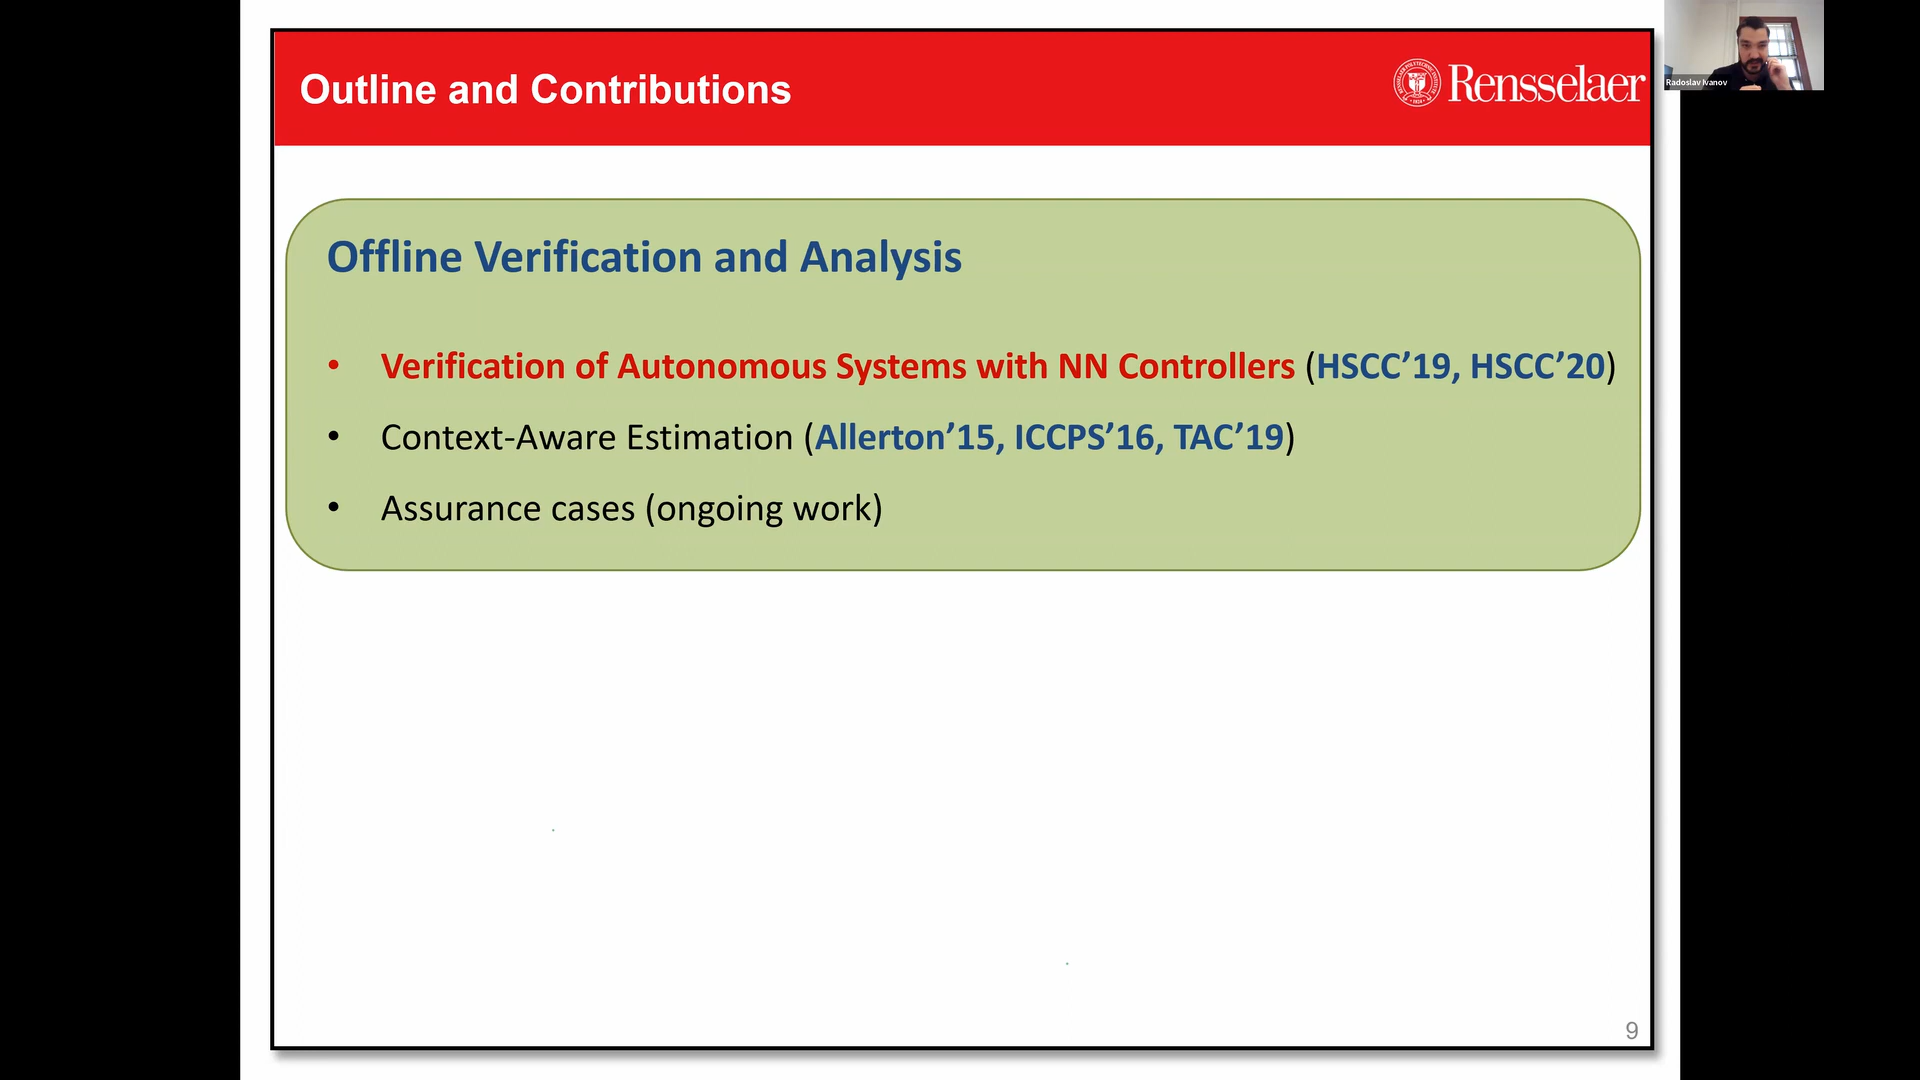 Outline and Contributions
Rensselaer
Radoslav Ivanov
Offline Verification and Analysis
• Verification of Autonomous Systems with NN Controllers (HSCC’19, HSCC’20)
• Context-Aware Estimation (Allerton’15, ICCPS’16, TAC’19)
• Assurance cases (ongoing work)
9